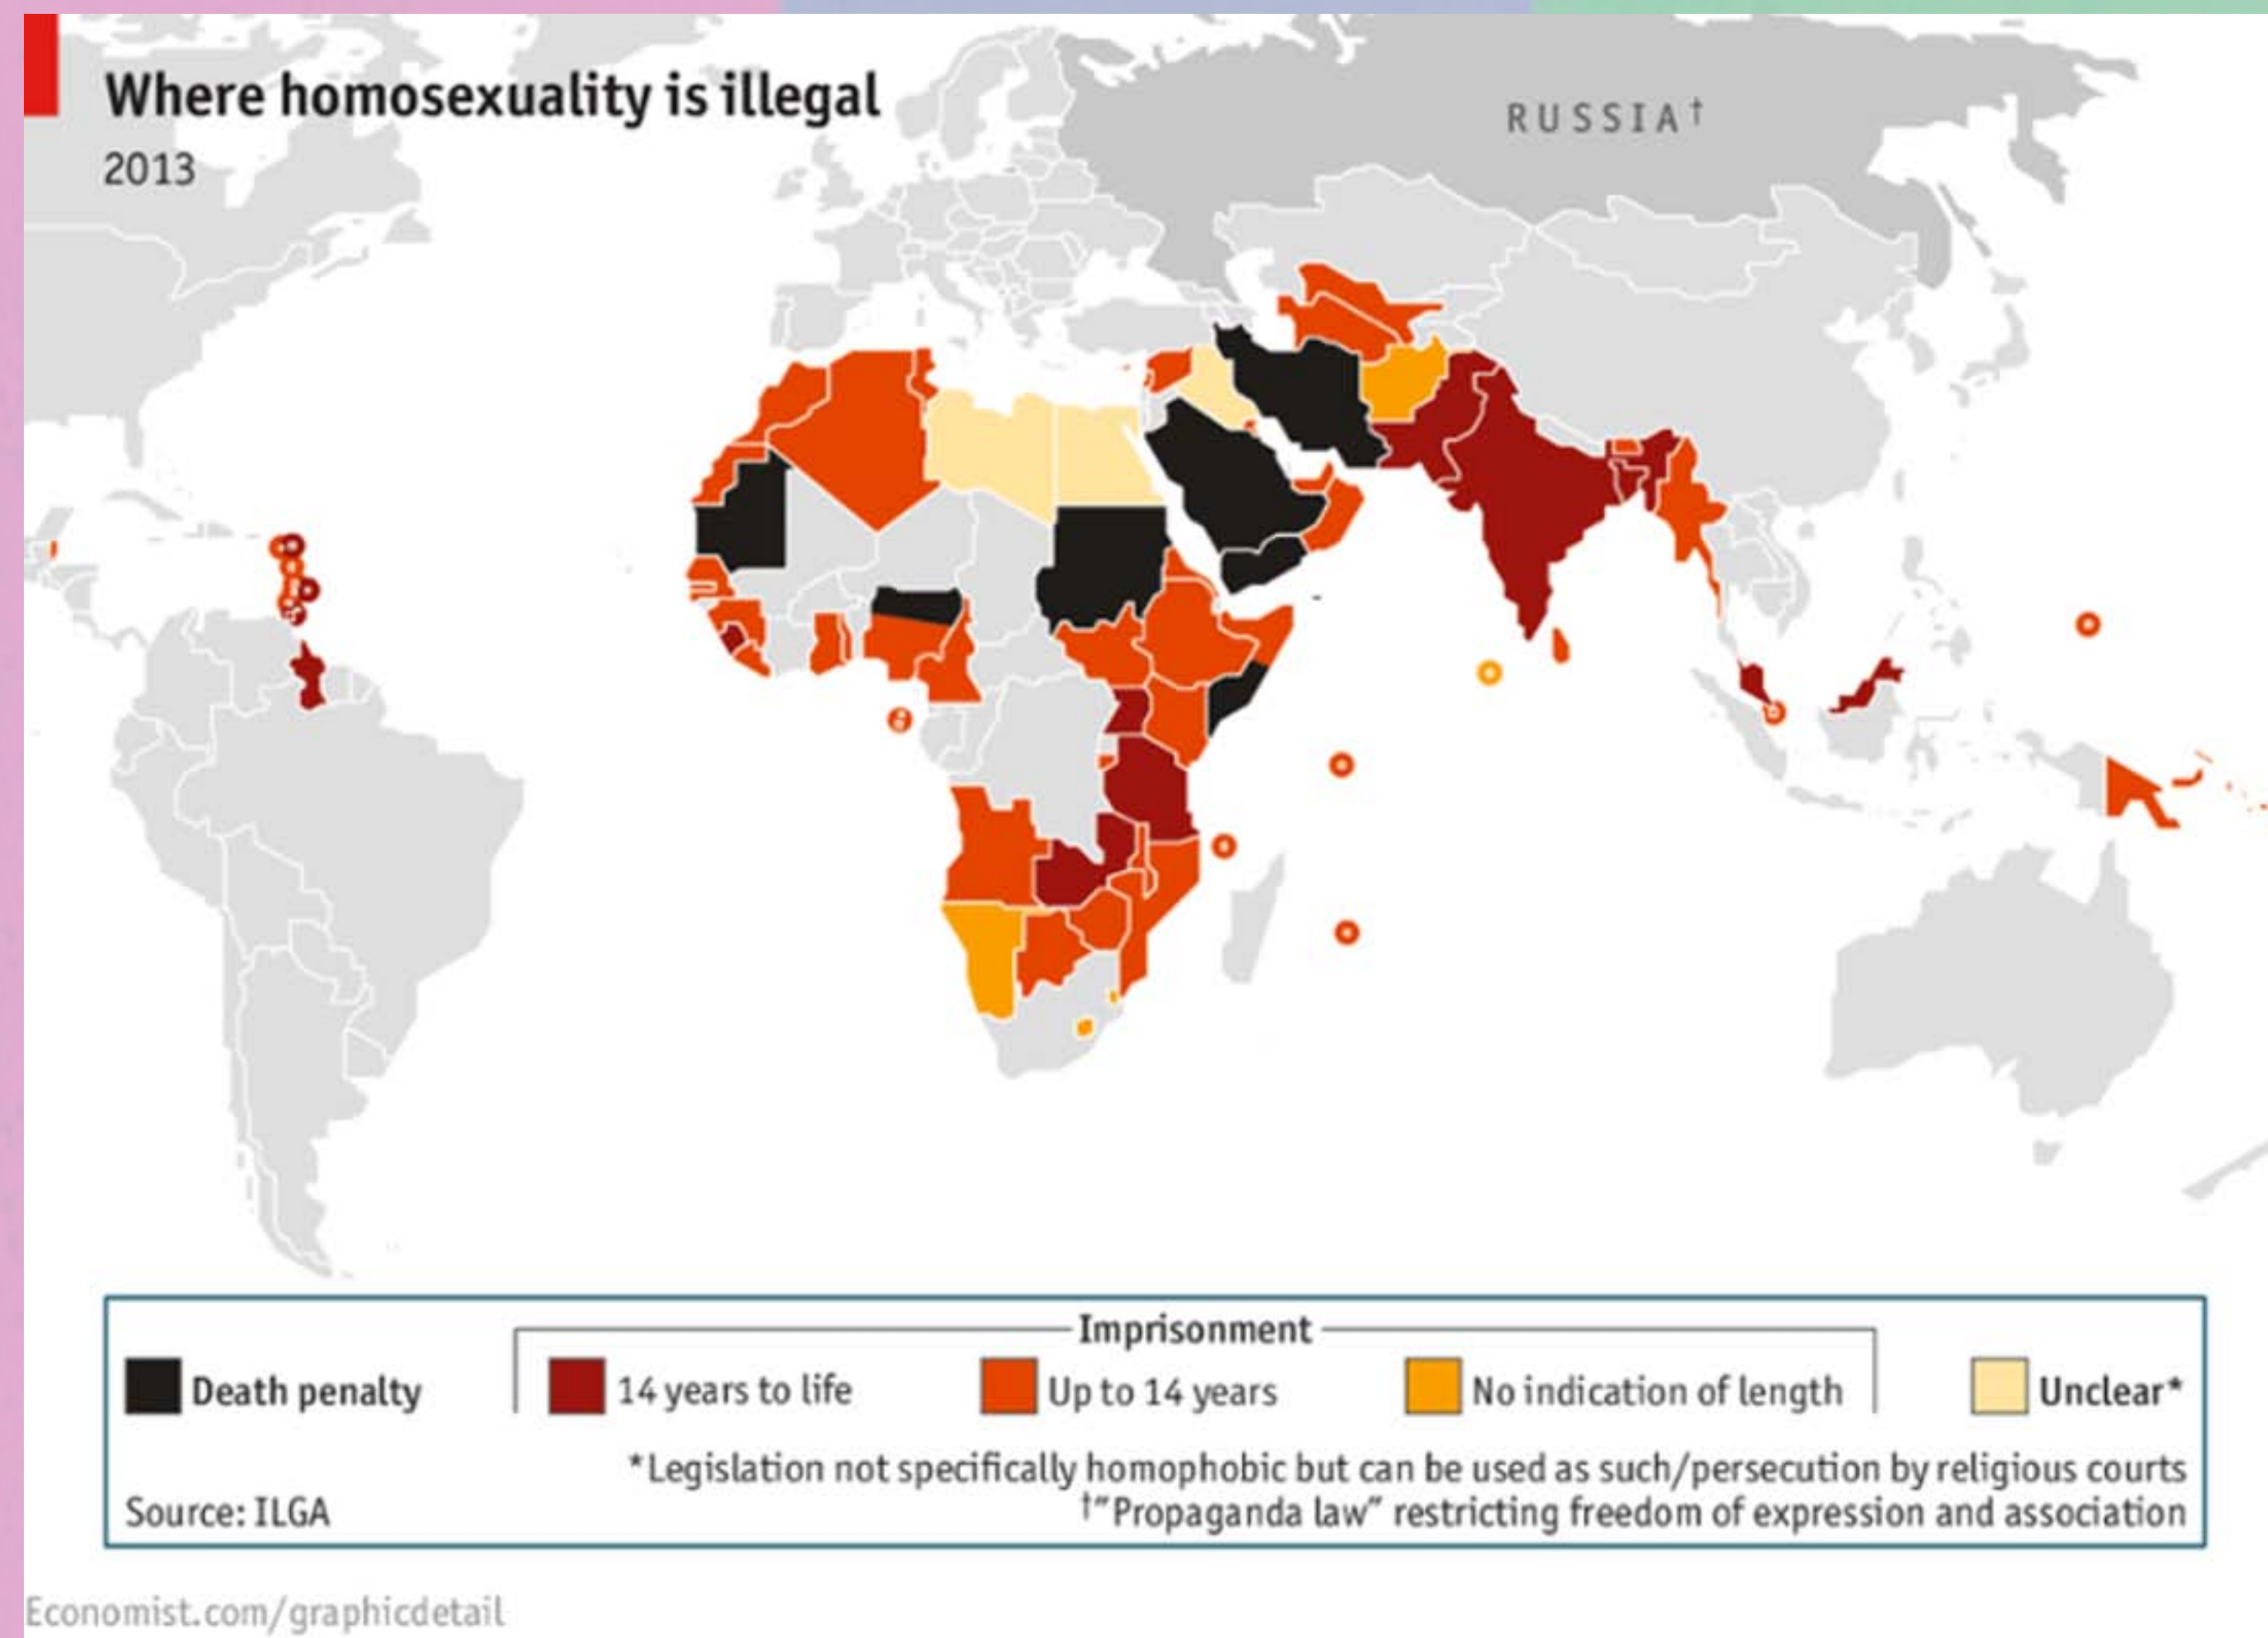 Where homosexuality is illegal
2013
RUSSIA†
Imprisonment
Death penalty
14 years to life
Up to 14 years
No indication of length
Unclear*
*Legislation not specifically homophobic but can be used as such/persecution by religious courts
Source: ILGA
†"Propaganda law" restricting freedom of expression and association
Economist.com/graphicdetail